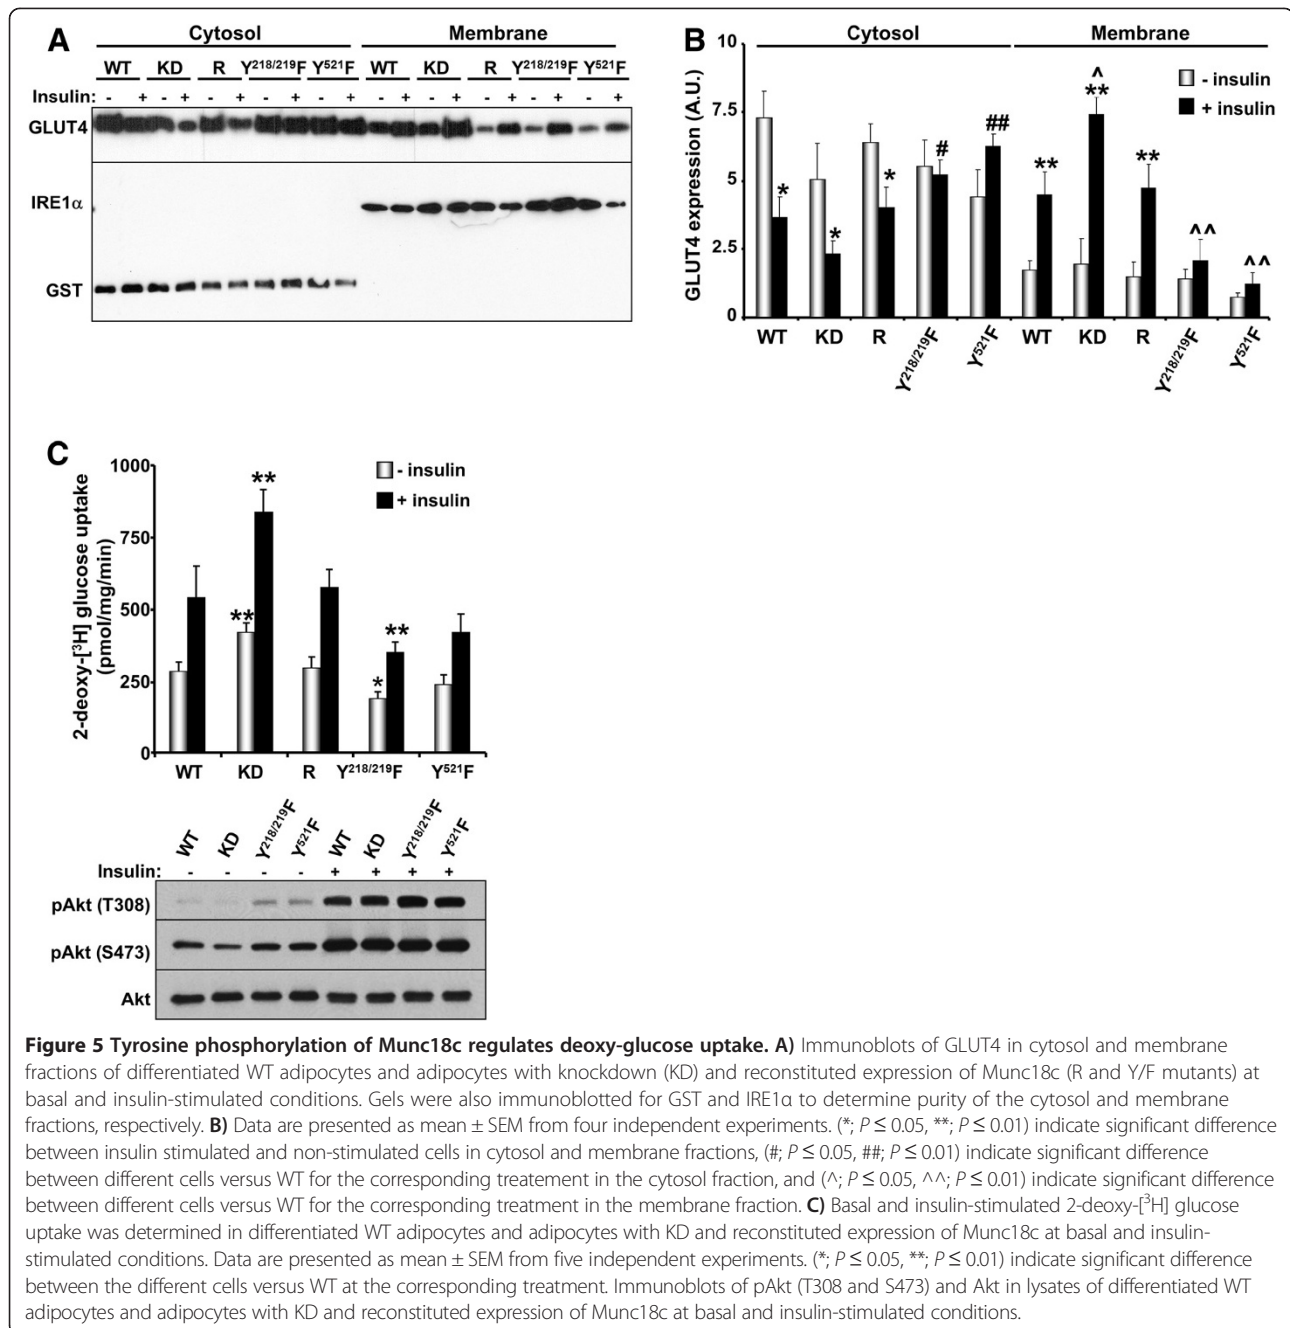 A
Cytosol Membrane
WT KD R Y218/219F Y521F WT KD R Y218/219F Y521F
Insulin: - + - + - + - + - + - + - + - + - + - +
GLUT4
IRE1α
GST
B
Cytosol Membrane
10
7.5
5
2.5
0
GLUT4 expression (A.U.)
- insulin
+ insulin
* * * # ## ** ^ ** ** ^^ ^^
WT KD R Y218/219F Y521F WT KD R Y218/219F Y521F
C
1000
750
500
250
0
2-deoxy-[3H] glucose uptake
(pmol/mg/min)
- insulin
+ insulin
** ** * **
WT KD R Y218/219F Y521F
WT KD Y218/219F Y521F WT KD Y218/219F Y521F
Insulin: - - - - + + + +
pAkt (T308)
pAkt (S473)
Akt
Figure 5 Tyrosine phosphorylation of Munc18c regulates deoxy-glucose uptake. A) Immunoblots of GLUT4 in cytosol and membrane
fractions of differentiated WT adipocytes and adipocytes with knockdown (KD) and reconstituted expression of Munc18c (R and Y/F mutants) at
basal and insulin-stimulated conditions. Gels were also immunoblotted for GST and IRE1α to determine purity of the cytosol and membrane
fractions, respectively. B) Data are presented as mean ± SEM from four independent experiments. (*; P ≤ 0.05, **; P ≤ 0.01) indicate significant difference
between insulin stimulated and non-stimulated cells in cytosol and membrane fractions, (#; P ≤ 0.05, ##; P ≤ 0.01) indicate significant difference
between different cells versus WT for the corresponding treatement in the cytosol fraction, and (^; P ≤ 0.05, ^^; P ≤ 0.01) indicate significant difference
between different cells versus WT for the corresponding treatment in the membrane fraction. C) Basal and insulin-stimulated 2-deoxy-[3H] glucose
uptake was determined in differentiated WT adipocytes and adipocytes with KD and reconstituted expression of Munc18c at basal and insulin-
stimulated conditions. Data are presented as mean ± SEM from five independent experiments. (*; P ≤ 0.05, **; P ≤ 0.01) indicate significant difference
between the different cells versus WT at the corresponding treatment. Immunoblots of pAkt (T308 and S473) and Akt in lysates of differentiated WT
adipocytes and adipocytes with KD and reconstituted expression of Munc18c at basal and insulin-stimulated conditions.